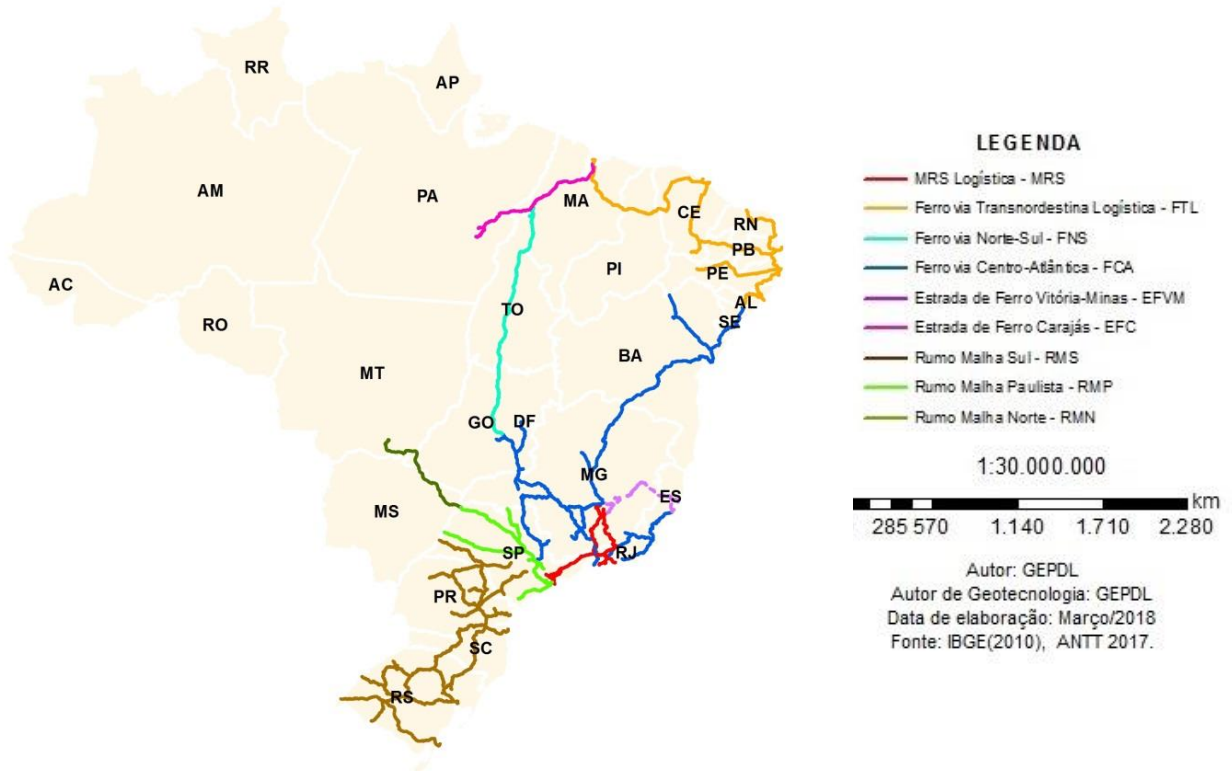 RR
AP
AM
PA
MA
CE
RN
PB
PI
PE
AL
SE
AC
RO
TO
BA
MT
GO
DF
MG
ES
MS
SP
RJ
PR
SC
RS
LEGENDA
MRS Logística - MRS
Ferrovia Transnordestina Logística - FTL
Ferrovia Norte-Sul - FNS
Ferrovia Centro-Atlântica - FCA
Estrada de Ferro Vitória-Minas - EFVM
Estrada de Ferro Carajás - EFC
Rumo Malha Sul - RMS
Rumo Malha Paulista - RMP
Rumo Malha Norte - RMN
1:30.000.000
km
285 570 1.140 1.710 2.280
Autor: GEPDL
Autor de Geotecnologia: GEPDL
Data de elaboração: Março/2018
Fonte: IBGE(2010), ANTT 2017.